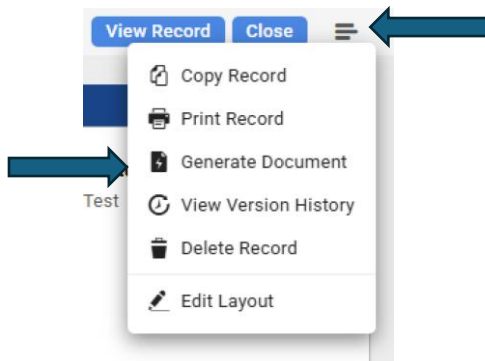 View Record Close
Copy Record
Print Record
Generate Document
Test
View Version History
Delete Record
Edit Layout